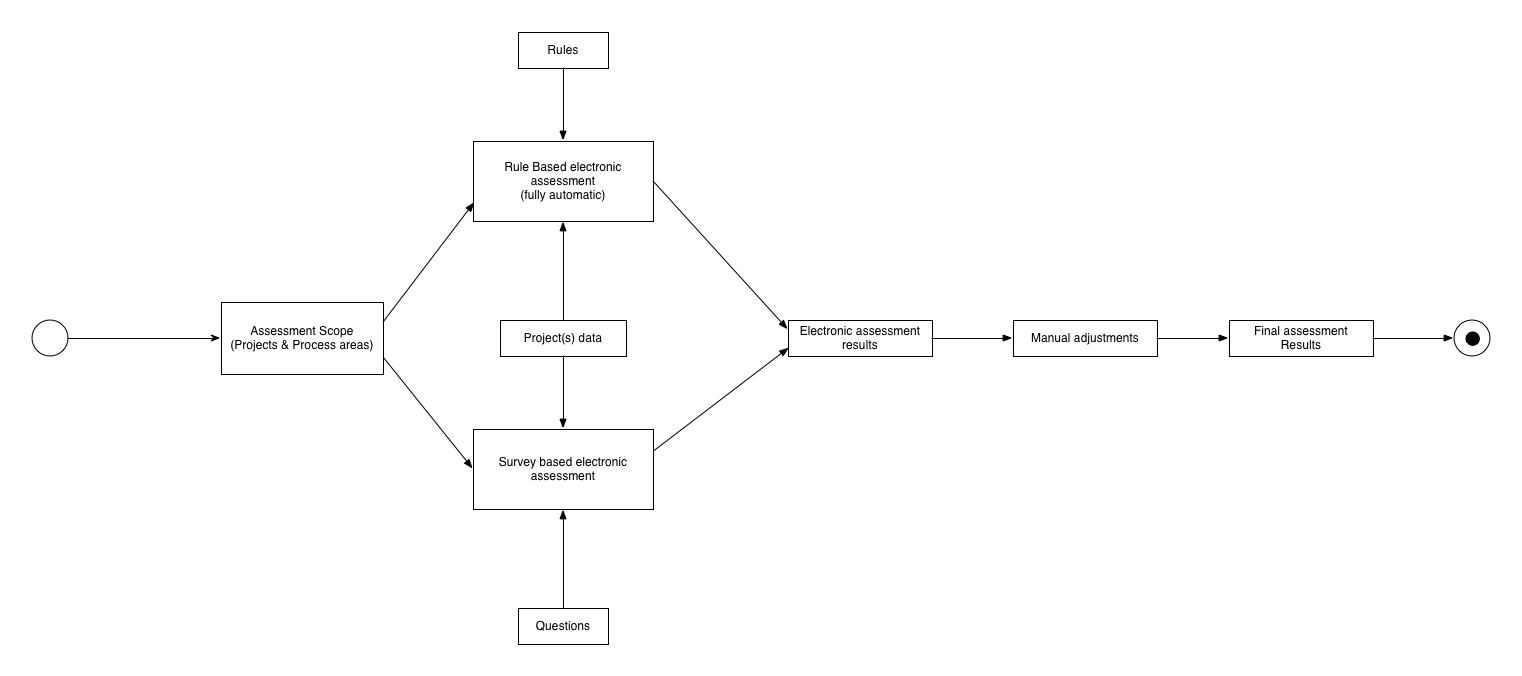 Rules
Rule Based electronic
assessment
(fully automatic)
Assessment Scope
(Projects & Process areas)
Project(s) data
Electronic assessment
results
Manual adjustments
Final assessment
Results
Survey based electronic
assessment
Questions